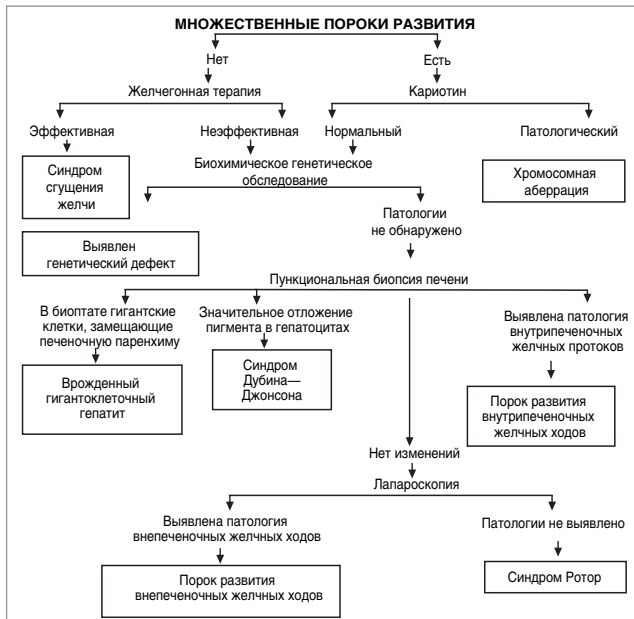 МНОЖЕСТВЕННЫЕ ПОРОКИ РАЗВИТИЯ
Нет
Есть
Желчегонная терапия
Кариотин
Эффективная
Неэффективная
Нормальный
Патологический
Синдром
сгущения
желчи
Биохимическое генетическое
обследование
Хромосомная
аберрация
Патологии
не обнаружено
Выявлен
генетический дефект
Пункциональная биопсия печени
В биоптате гигантские
клетки, замещающие
печеночную паренхиму
Значительное отложение
пигмента в гепатоцитах
Выявлена патология
внутрипеченочных
желчных протоков
Врожденный
гигантоклеточный
гепатит
Синдром
Дубина—
Джонсона
Порок развития
внутрипеченочных
желчных ходов
Нет изменений
Лапароскопия
Выявлена патология
внепеченочных желчных ходов
Патологии не выявлено
Порок развития
внепеченочных желчных ходов
Синдром Ротор